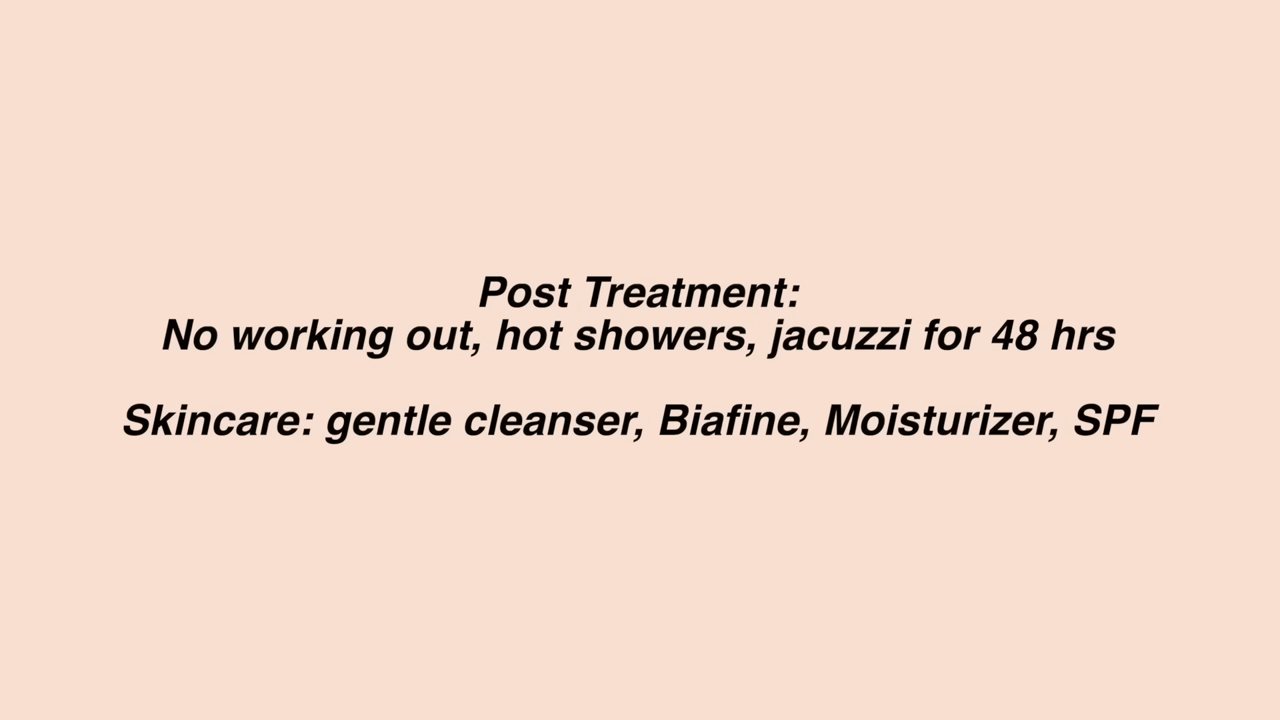 Post Treatment:
No working out, hot showers, jacuzzi for 48 hrs
Skincare: gentle cleanser, Biafine, Moisturizer, SPF